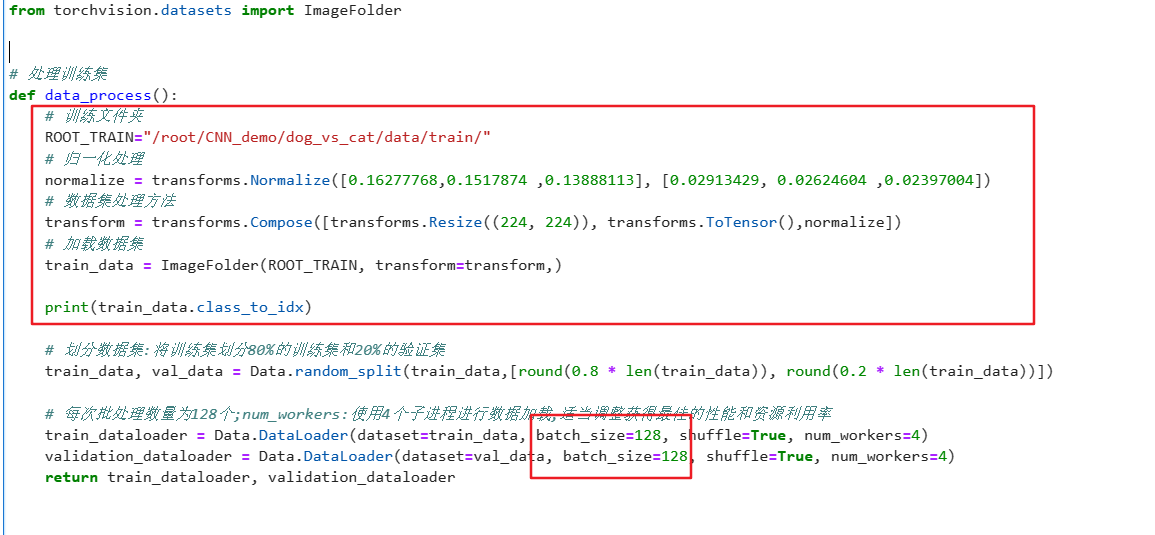 from torchvision.datasets import ImageFolder
# 处理训练集
def data_process():
# 训练文件夹
ROOT_TRAIN="/root/CNN_demo/dog_vs_cat/data/train/"
# 归一化处理
normalize = transforms.Normalize([0.16277768,0.1517874 ,0.13888113], [0.02913429, 0.02624604 ,0.02397004])
# 数据集处理方法
transform = transforms.Compose([transforms.Resize((224, 224)), transforms.ToTensor(),normalize])
# 加载数据集
train_data = ImageFolder(ROOT_TRAIN, transform=transform,)
print(train_data.class_to_idx)
# 划分数据集:将训练集划分80%的训练集和20%的验证集
train_data, val_data = Data.random_split(train_data,[round(0.8 * len(train_data)), round(0.2 * len(train_data))])
# 每次批处理数量为128个;num_workers:使用4个子进程进行数据加载,适当调整获得最佳的性能和资源利用率
train_dataloader = Data.DataLoader(dataset=train_data, batch_size=128, shuffle=True, num_workers=4)
validation_dataloader = Data.DataLoader(dataset=val_data, batch_size=128, shuffle=True, num_workers=4)
return train_dataloader, validation_dataloader